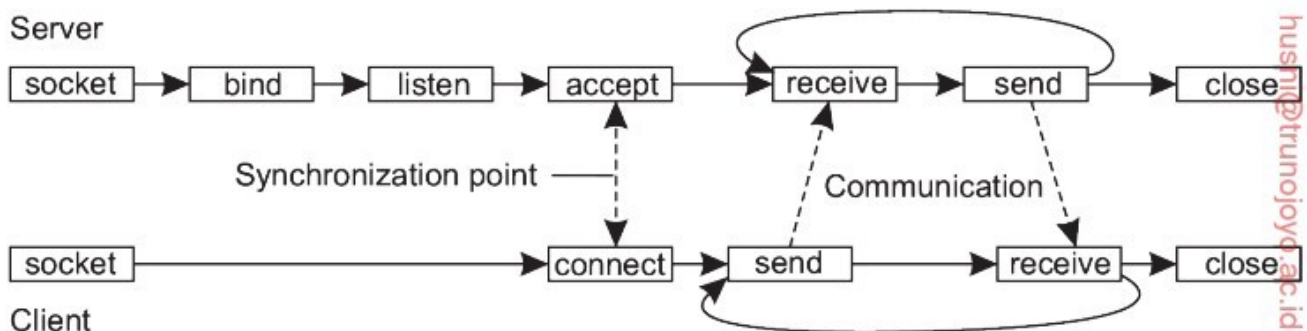 Server
socket bind listen accept receive send close
Synchronization point
Communication
socket connect send receive close
Client
husni@trunojoyo.ac.id